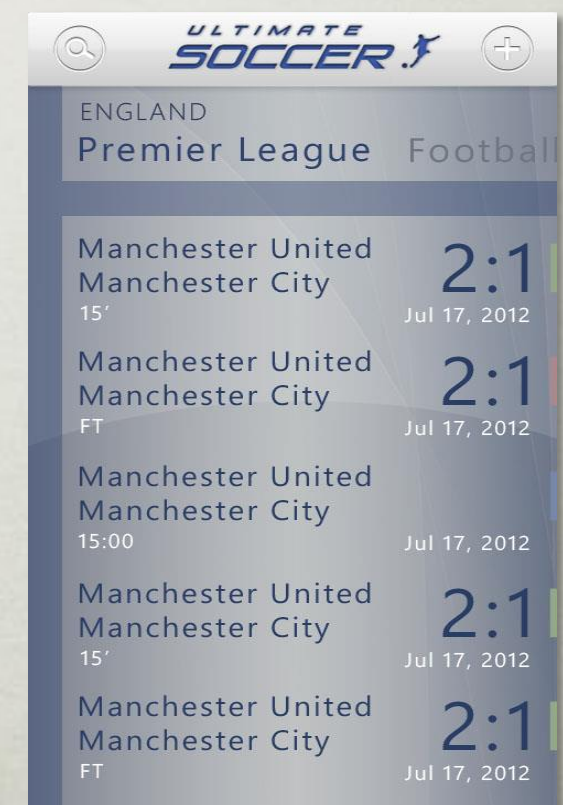 ULTIMATE
SOCCER
ENGLAND
Premier League Football
Manchester United
Manchester City
2:1
15′
Jul 17, 2012
Manchester United
Manchester City
2:1
FT
Jul 17, 2012
Manchester United
Manchester City
15:00
Jul 17, 2012
Manchester United
Manchester City
2:1
15′
Jul 17, 2012
Manchester United
Manchester City
2:1
FT
Jul 17, 2012